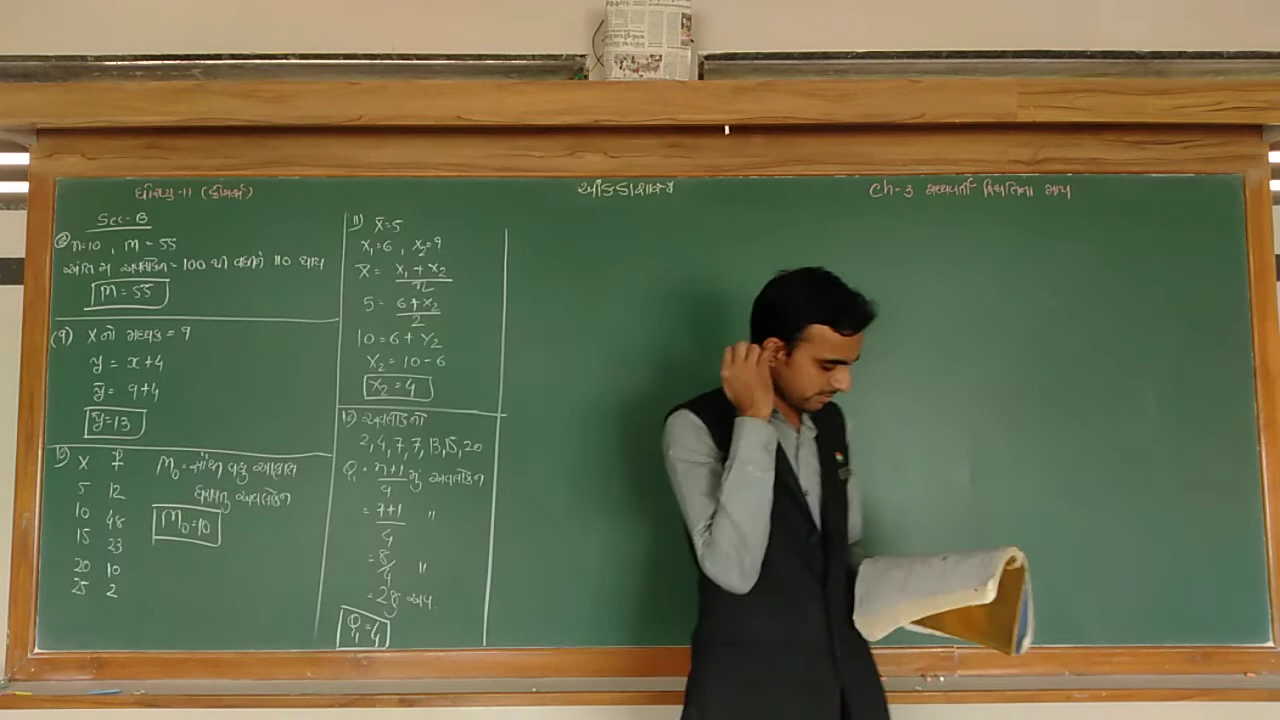 ધોરણ-11 (કોમર્સ)
આંકડાશાસ્ત્ર
Ch-3 મધ્યવર્તી સ્થિતિના માપ
Sec-B
n=10, M=55
અવલોકન = 100 થી વધીને 110 થાય
M=55
(9) X નો મધ્યક = 9
y = x+4
ȳ = 9+4
ȳ=13
10)
X f
5 12
10 48
15 23
20 10
25 2
M₀ = સૌથી વધુ આવૃત્તિ
ધરાવતું અવલોકન
M₀=10
11) x̄=5
x₁=6, x₂=9
x̄ = x₁+x₂/n
5 = 6+x₂/2
10=6+x₂
x₂=10-6
x₂=4
12) અવલોકનો
2,4,7,7,13,15,20
Q₁ = n+1/4 મું અવલોકન
= 7+1/4 "
= 8/4 "
= 2જું અવ.
Q₁=4